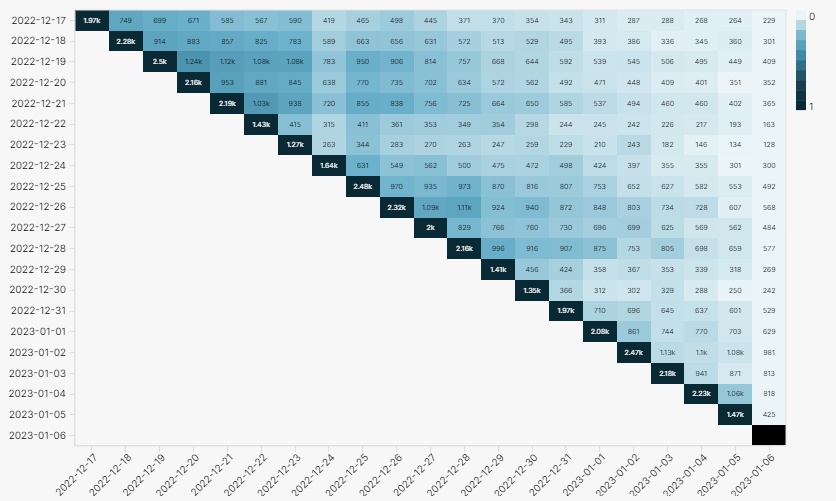 2022-12-17 1.97k 749 699 671 585 567 590 419 465 498 445 371 370 354 343 311 287 288 268 264 229 0
2022-12-18 2.28k 914 883 857 825 783 589 663 656 631 572 513 529 495 393 386 336 345 360 301
2022-12-19 2.5k 1.24k 1.12k 1.08k 1.08k 783 950 906 814 757 668 644 592 539 545 506 495 449 409
2022-12-20 2.16k 953 881 845 638 770 735 702 634 572 562 492 471 448 409 401 351 352
2022-12-21 2.19k 1.03k 938 720 855 838 756 725 664 650 585 537 494 460 460 402 365 1
2022-12-22 1.43k 415 315 411 361 353 349 354 298 244 245 242 226 217 193 163
2022-12-23 1.27k 263 344 283 270 263 247 259 229 210 243 182 146 134 128
2022-12-24 1.64k 631 549 562 500 475 472 498 424 397 355 355 301 300
2022-12-25 2.48k 970 935 973 870 816 807 753 652 627 582 553 492
2022-12-26 2.32k 1.09k 1.11k 924 940 872 848 803 734 728 607 568
2022-12-27 2k 829 766 760 730 696 699 625 569 562 484
2022-12-28 2.16k 996 916 907 875 753 805 698 659 577
2022-12-29 1.41k 456 424 358 367 353 339 318 269
2022-12-30 1.35k 366 312 302 329 288 250 242
2022-12-31 1.97k 710 696 645 637 601 529
2023-01-01 2.08k 861 744 770 703 629
2023-01-02 2.47k 1.13k 1.1k 1.08k 981
2023-01-03 2.18k 941 871 813
2023-01-04 2.23k 1.06k 818
2023-01-05 1.47k 425
2023-01-06
2022-12-17 2022-12-18 2022-12-19 2022-12-20 2022-12-21 2022-12-22 2022-12-23 2022-12-24 2022-12-25 2022-12-26 2022-12-27 2022-12-28 2022-12-29 2022-12-30 2022-12-31 2023-01-01 2023-01-02 2023-01-03 2023-01-04 2023-01-05 2023-01-06